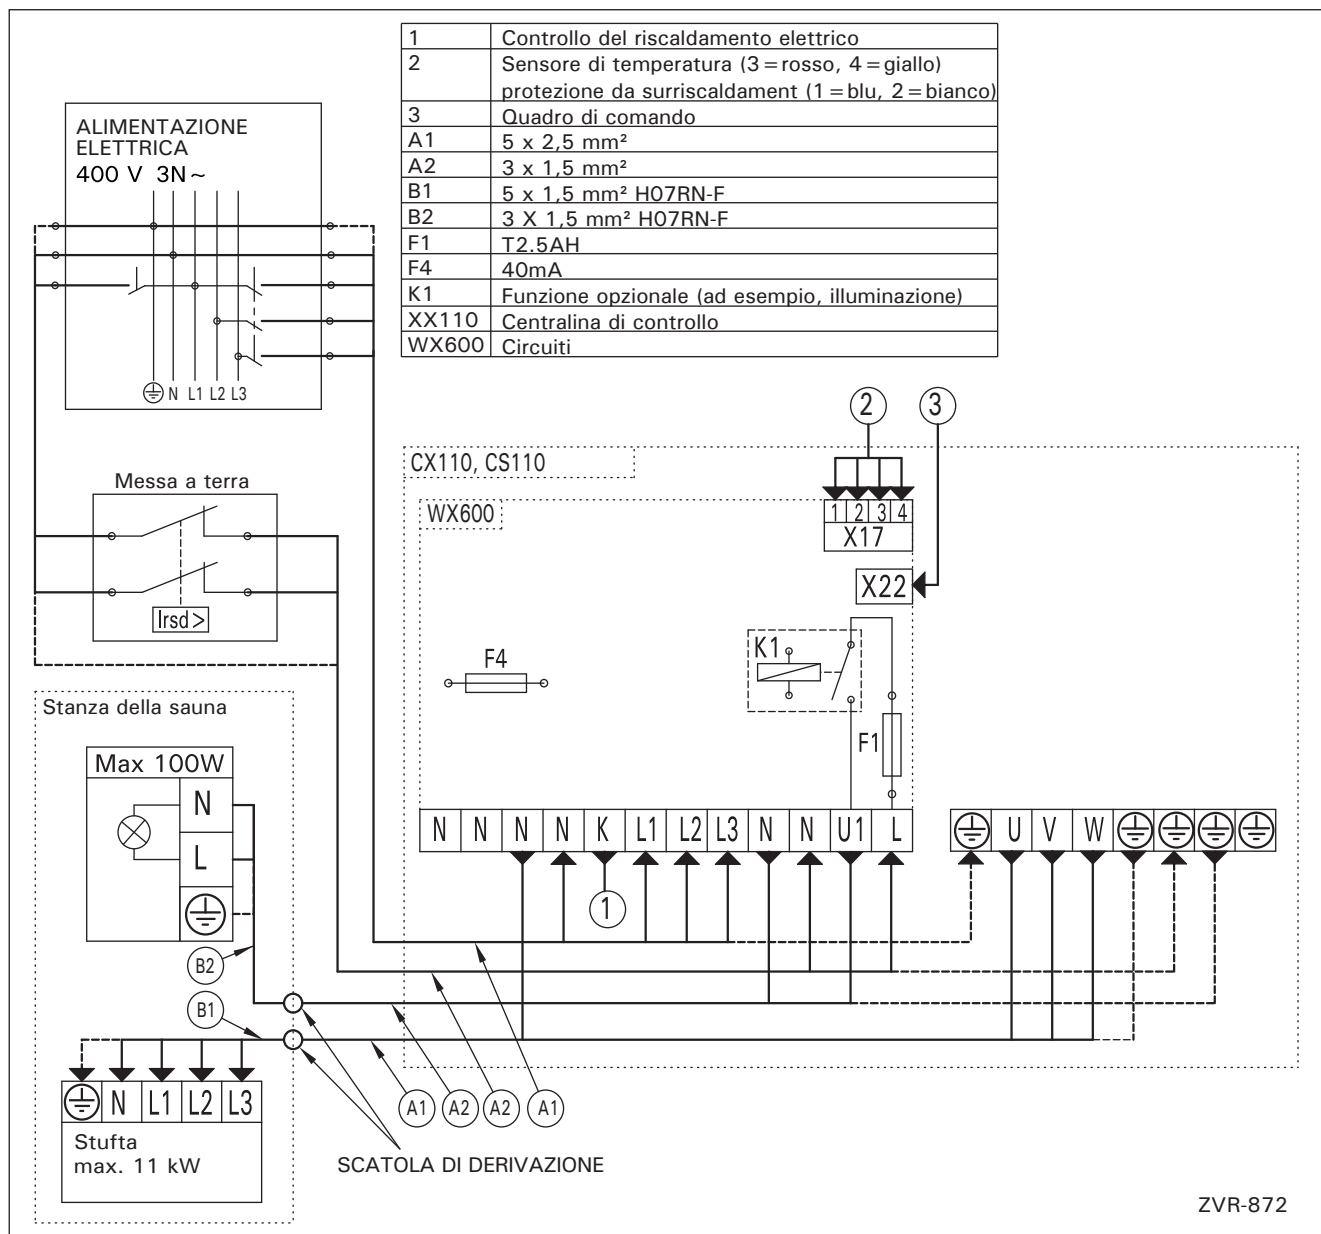 1 Controllo del riscaldamento elettrico
2 Sensore di temperatura (3=rosso, 4=giallo)
protezione da surriscaldament (1=blu, 2=bianco)
3 Quadro di comando
A1 5 x 2,5 mm²
A2 3 x 1,5 mm²
B1 5 x 1,5 mm² H07RN-F
B2 3 X 1,5 mm² H07RN-F
F1 T2.5AH
F4 40mA
K1 Funzione opzionale (ad esempio, illuminazione)
XX110 Centralina di controllo
WX600 Circuiti
ALIMENTAZIONE
ELETTRICA
400 V 3N~
N L1 L2 L3
2 3
CX110, CS110
Messa a terra
WX600
1 2 3 4
X17
X22
Irsd>
K1
F4
F1
Stanza della sauna
Max 100W
N
L
N N N N K L1 L2 L3 N N U1 L
U V W
1
B2
B1
N L1 L2 L3
A1 A2 A2 A1
Stufta
max. 11 kW
SCATOLA DI DERIVAZIONE
ZVR-872